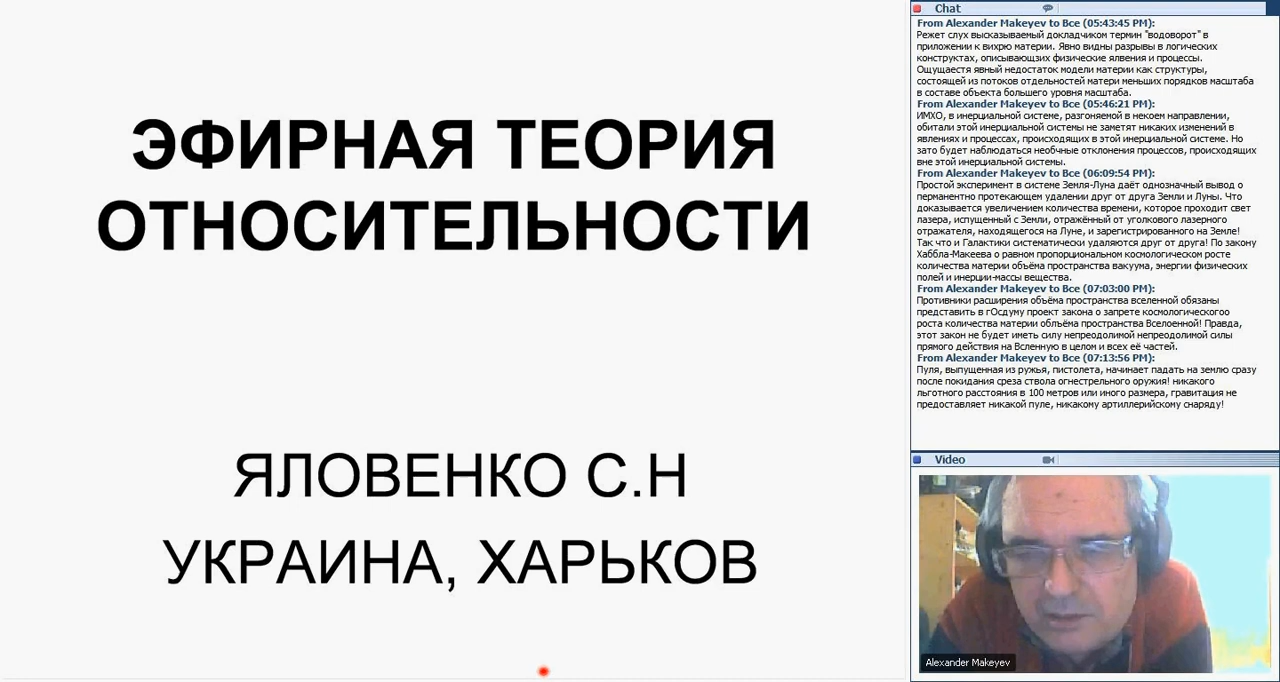 ЭФИРНАЯ ТЕОРИЯ
ОТНОСИТЕЛЬНОСТИ
ЯЛОВЕНКО С.Н
УКРАИНА, ХАРЬКОВ
Chat
From Alexander Makeyev to Все (05:43:45 PM):
Режет слух высказываемый докладчиком термин "водоворот" в
приложении к вихрю материи. Явно видны разрывы в логических
конструктах, описывающзих физические ялвения и процессы.
Ощущаестя явный недостаток модели материи как структуры,
состоящей из потоков отдельностей матери меньших порядков масштаба
в составе объекта большего уровня масштаба.
From Alexander Makeyev to Все (05:46:21 PM):
ИМХО, в инерциальной системе, разгоняемой в некоем направлении,
обитали этой инерциальной системы не заметят никаких изменений в
явлениях и процессах, происходящих в этой инерциальной системе. Но
зато будет наблюдаться необчные отклонения процессов, происходящих
вне этой инерциальной системы.
From Alexander Makeyev to Все (06:09:54 PM):
Простой эксперимент в системе Земля-Луна даёт однозначный вывод о
перманентно протекающем удалении друг от друга Земли и Луны. Что
доказывается увеличением количества времени, которое проходит свет
лазера, испущенный с Земли, отражённый от уголкового лазерного
отражателя, находящегося на Луне, и зарегистрированного на Земле!
Так что и Галактики систематически удаляются друг от друга! По закону
Хаббла-Макеева о равном пропорциональном космологическом росте
количества материи объёма пространства вакуума, энергии физических
полей и инерции-массы вещества.
From Alexander Makeyev to Все (07:03:00 PM):
Противники расширения объёма пространства вселенной обязаны
представить в гОсдуму проект закона о запрете космологическогоо
роста количества материи объъёма пространства Вселоенной! Правда,
этот закон не будет иметь силу непреодолимой непреодолимой силы
прямого действия на Всленную в целом и всех её частей.
From Alexander Makeyev to Все (07:13:56 PM):
Пуля, выпущенная из ружья, пистолета, начинает падать на землю сразу
после покидания среза ствола огнестрельного оружия! никакого
льготного расстояния в 100 метров или иного размера, гравитация не
предоставляет никакой пуле, никакому артиллерийскому снаряду!
Video
Alexander Makeyev